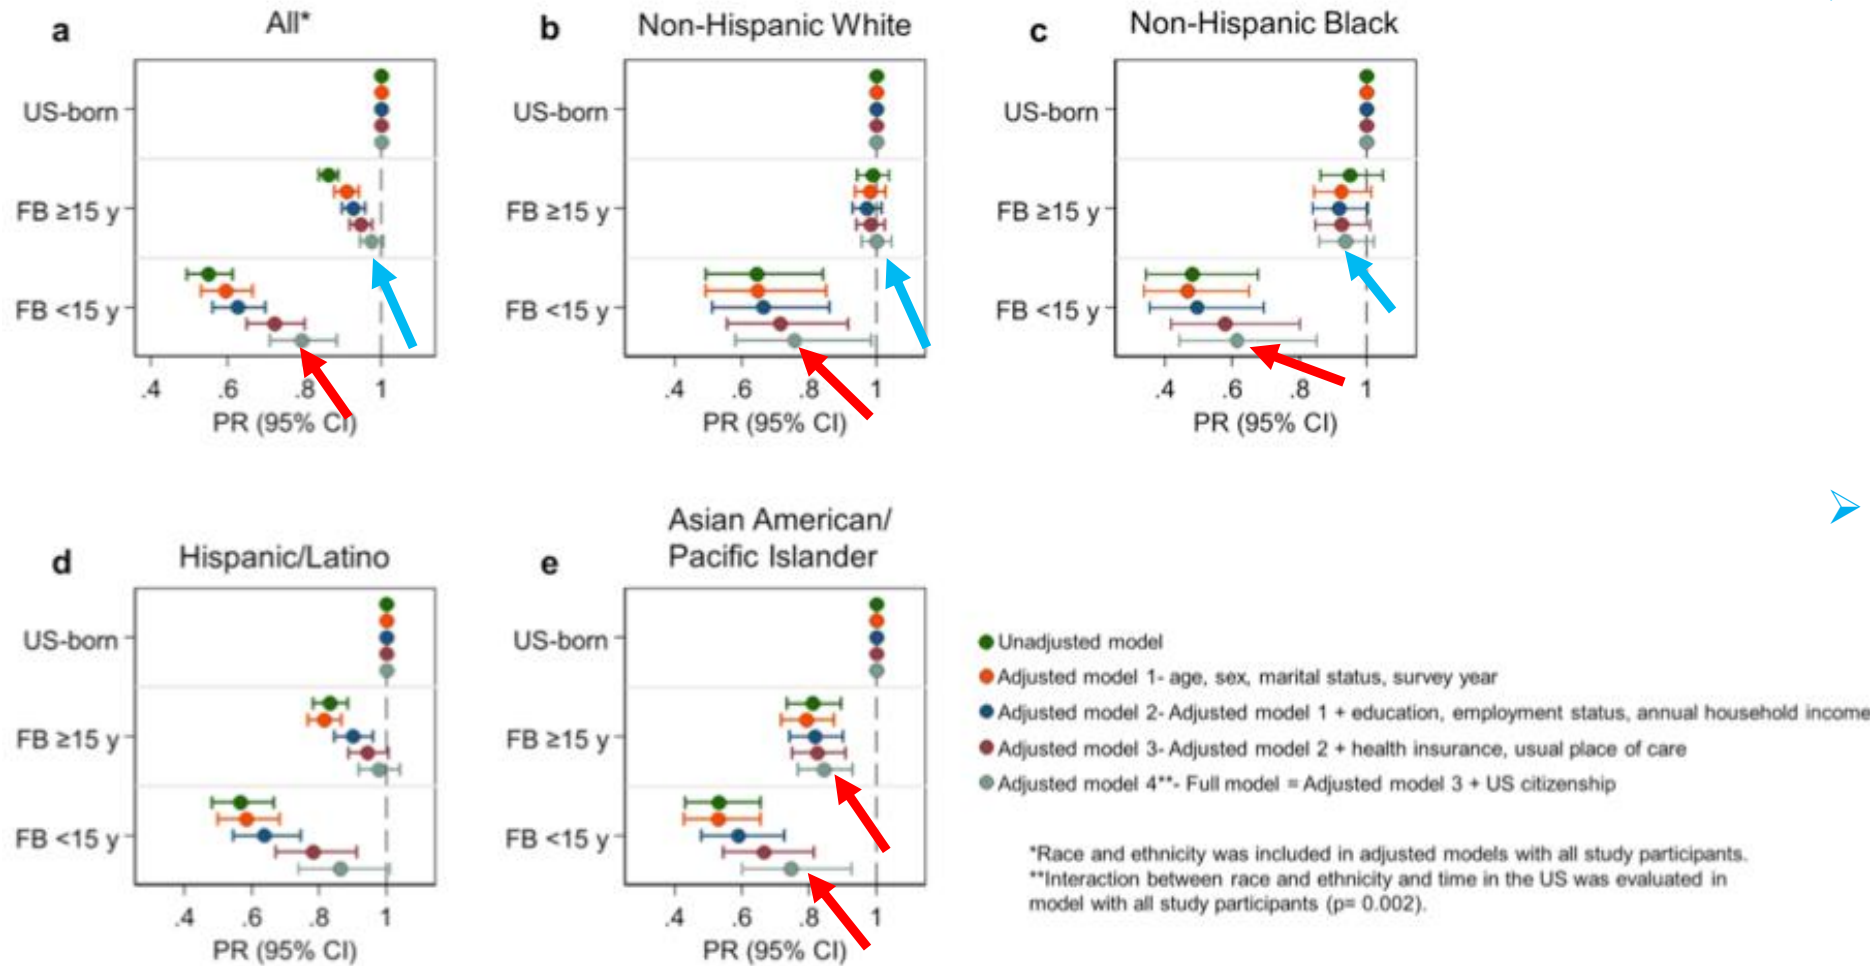 a
All*
US-born
FB ≥15 y
FB <15 y
.4 .6 .8 1
PR (95% CI)
b
Non-Hispanic White
US-born
FB ≥15 y
FB <15 y
.4 .6 .8 1
PR (95% CI)
c
Non-Hispanic Black
US-born
FB ≥15 y
FB <15 y
.4 .6 .8 1
PR (95% CI)
d
Hispanic/Latino
US-born
FB ≥15 y
FB <15 y
.4 .6 .8 1
PR (95% CI)
e
Asian American/
Pacific Islander
US-born
FB ≥15 y
FB <15 y
.4 .6 .8 1
PR (95% CI)
Unadjusted model
Adjusted model 1- age, sex, marital status, survey year
Adjusted model 2- Adjusted model 1 + education, employment status, annual household income
Adjusted model 3- Adjusted model 2 + health insurance, usual place of care
Adjusted model 4**- Full model = Adjusted model 3 + US citizenship
*Race and ethnicity was included in adjusted models with all study participants.
**Interaction between race and ethnicity and time in the US was evaluated in
model with all study participants (p= 0.002).